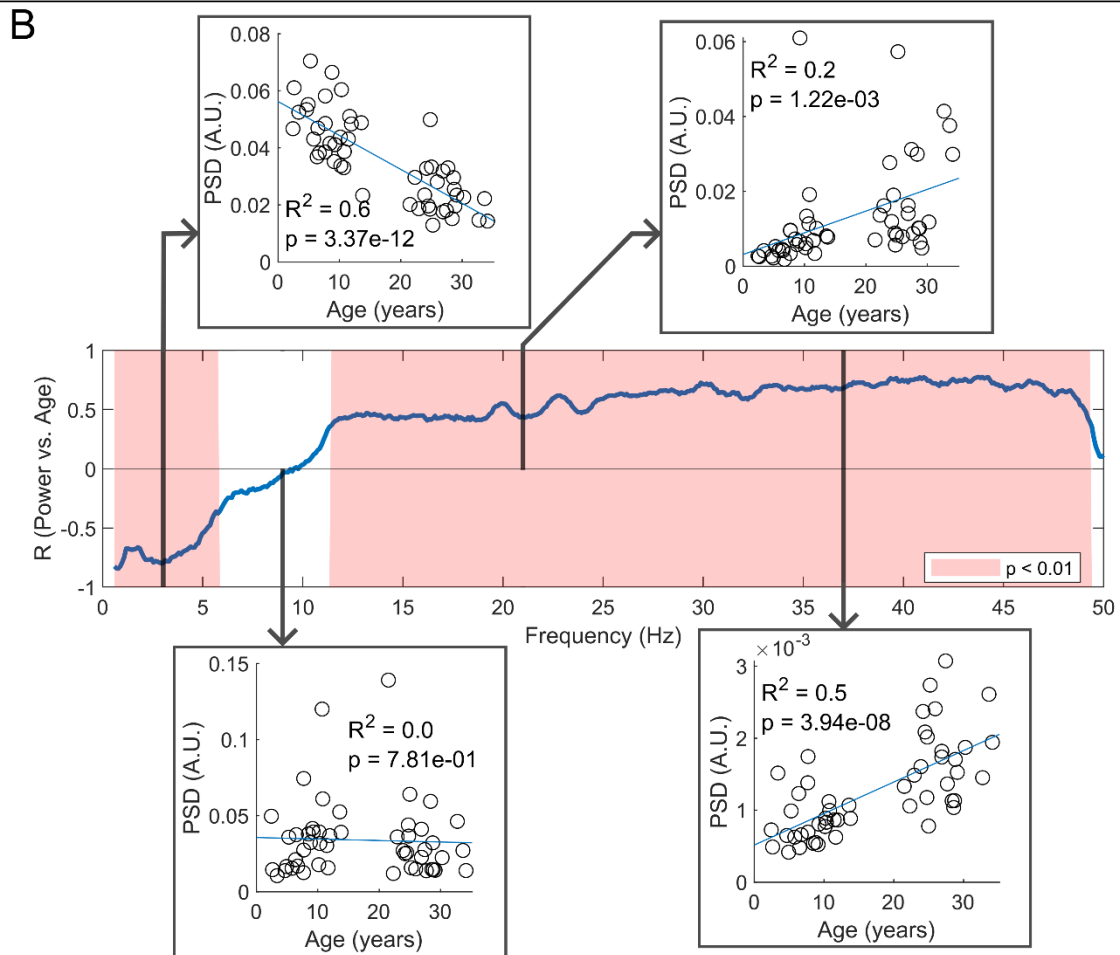 B
0.08
0.06
0.04
0.02
0
PSD (A.U.)
R² = 0.6
p = 3.37e-12
0 10 20 30
Age (years)
0.06
0.04
0.02
0
PSD (A.U.)
R² = 0.2
p = 1.22e-03
0 10 20 30
Age (years)
1
0.5
0
-0.5
-1
R (Power vs. Age)
p < 0.01
0 5 10 15 20 25 30 35 40 45 50
Frequency (Hz)
0.15
0.1
0.05
0
PSD (A.U.)
R² = 0.0
p = 7.81e-01
0 10 20 30
Age (years)
×10⁻³
3
2
1
0
PSD (A.U.)
R² = 0.5
p = 3.94e-08
0 10 20 30
Age (years)